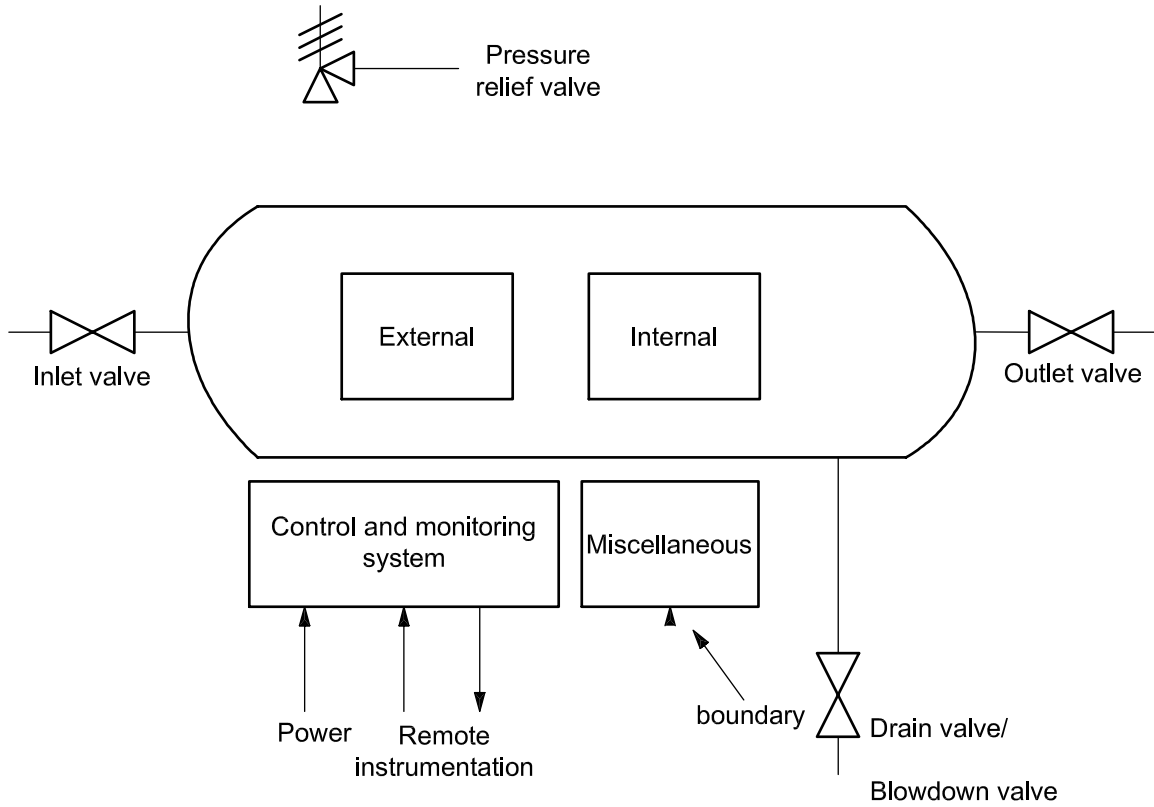 Pressure
relief valve
External
Internal
Inlet valve
Outlet valve
Control and monitoring
system
Miscellaneous
boundary
Power
Remote
instrumentation
Drain valve/
Blowdown valve